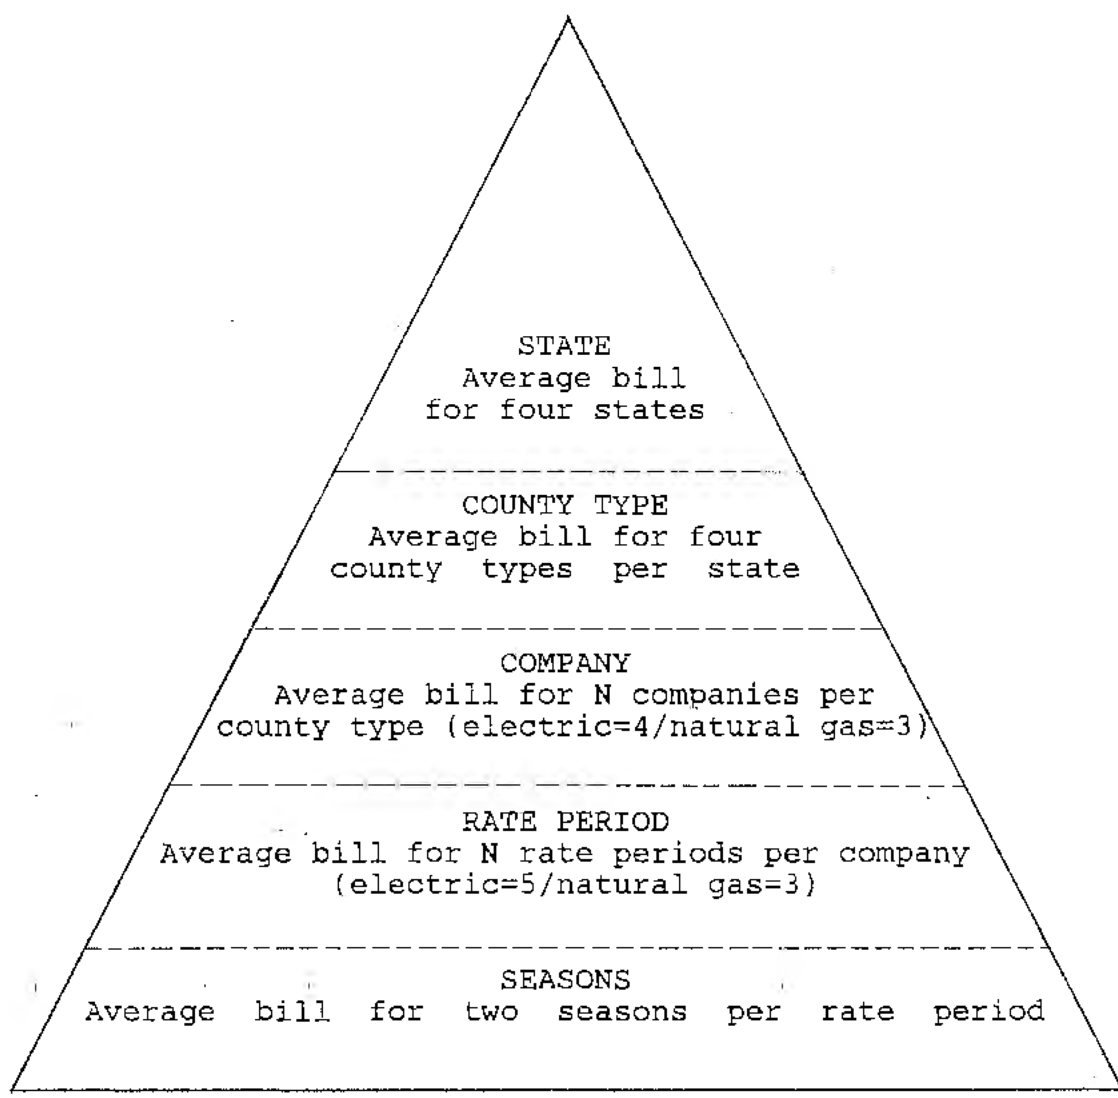 STATE
Average bill
for four states
COUNTY TYPE
Average bill for four
county types per state
COMPANY
Average bill for N companies per
county type (electric=4/natural gas=3)
RATE PERIOD
Average bill for N rate periods per company
(electric=5/natural gas=3)
SEASONS
Average bill for two seasons per rate period